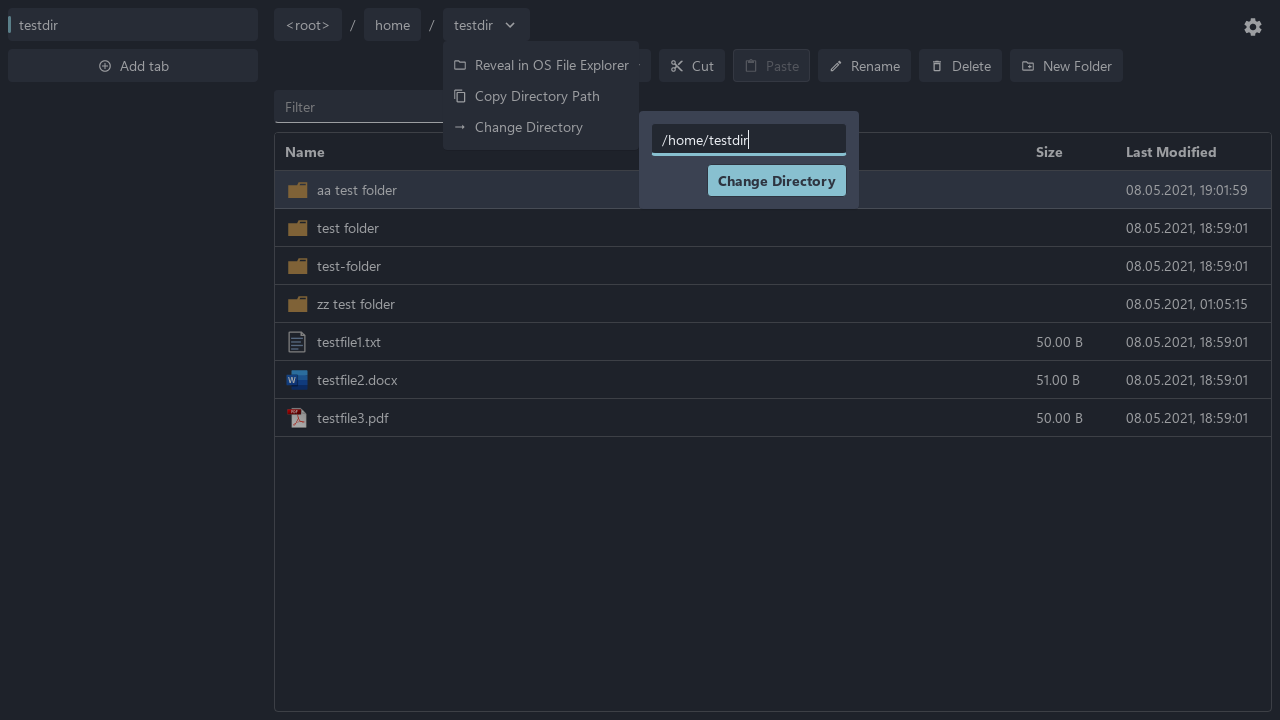 testdir
Add tab
<root> / home / testdir
Reveal in OS File Explorer
Copy Directory Path
Change Directory
Cut
Paste
Rename
Delete
New Folder
Filter
/home/testdir
Change Directory
Name Size Last Modified
aa test folder 08.05.2021, 19:01:59
test folder 08.05.2021, 18:59:01
test-folder 08.05.2021, 18:59:01
zz test folder 08.05.2021, 01:05:15
testfile1.txt 50.00 B 08.05.2021, 18:59:01
W testfile2.docx 51.00 B 08.05.2021, 18:59:01
PDF testfile3.pdf 50.00 B 08.05.2021, 18:59:01